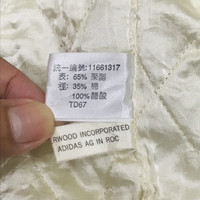 統一編號:11661317
表: 65% 聚酯
裡: 35% 棉
100% 醋酸
TD67
RWOOD INCORPORATED
ADIDAS AG IN ROC